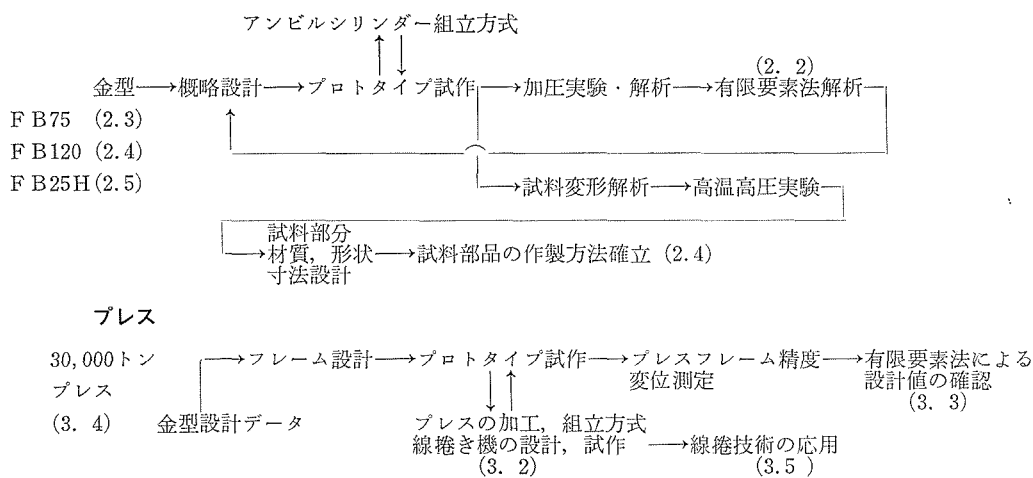 アンビルシリンダー組立方式
(2. 2)
金型→概略設計→プロトタイプ試作→加圧実験・解析→有限要素法解析
F B75 (2.3)
F B120 (2.4)
F B25H (2.5)
→試料変形解析→高温高圧実験
試料部分
→材質,形状→試料部品の作製方法確立 (2.4)
寸法設計
プレス
30,000トン
プレス
(3. 4)
→フレーム設計→プロトタイプ試作→プレスフレーム精度→有限要素法による
変位測定
設計値の確認
(3. 3)
金型設計データ
プレスの加工,組立方式
線捲き機の設計,試作 →線捲技術の応用
(3. 2)
(3.5 )